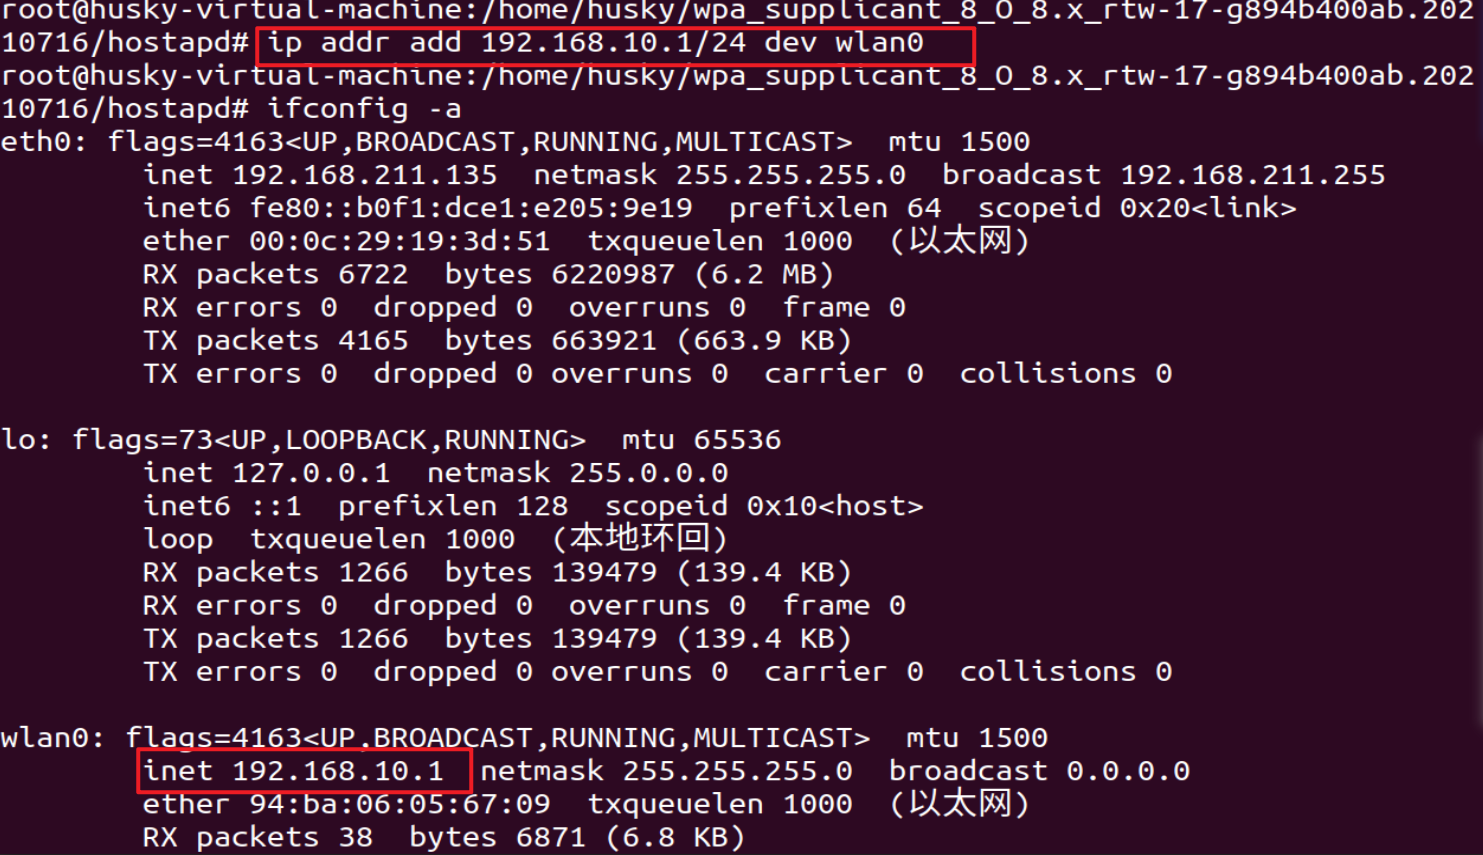 root@husky-virtual-machine:/home/husky/wpa_supplicant_8_O_8.x_rtw-17-g894b400ab.202
10716/hostapd# ip addr add 192.168.10.1/24 dev wlan0
root@husky-virtual-machine:/home/husky/wpa_supplicant_8_O_8.x_rtw-17-g894b400ab.202
10716/hostapd# ifconfig -a
eth0: flags=4163<UP,BROADCAST,RUNNING,MULTICAST>  mtu 1500
        inet 192.168.211.135  netmask 255.255.255.0  broadcast 192.168.211.255
        inet6 fe80::b0f1:dce1:e205:9e19  prefixlen 64  scopeid 0x20<link>
        ether 00:0c:29:19:3d:51  txqueuelen 1000  (以太网)
        RX packets 6722  bytes 6220987 (6.2 MB)
        RX errors 0  dropped 0  overruns 0  frame 0
        TX packets 4165  bytes 663921 (663.9 KB)
        TX errors 0  dropped 0 overruns 0  carrier 0  collisions 0

lo: flags=73<UP,LOOPBACK,RUNNING>  mtu 65536
        inet 127.0.0.1  netmask 255.0.0.0
        inet6 ::1  prefixlen 128  scopeid 0x10<host>
        loop  txqueuelen 1000  (本地环回)
        RX packets 1266  bytes 139479 (139.4 KB)
        RX errors 0  dropped 0  overruns 0  frame 0
        TX packets 1266  bytes 139479 (139.4 KB)
        TX errors 0  dropped 0 overruns 0  carrier 0  collisions 0

wlan0: flags=4163<UP,BROADCAST,RUNNING,MULTICAST>  mtu 1500
        inet 192.168.10.1  netmask 255.255.255.0  broadcast 0.0.0.0
        ether 94:ba:06:05:67:09  txqueuelen 1000  (以太网)
        RX packets 38  bytes 6871 (6.8 KB)